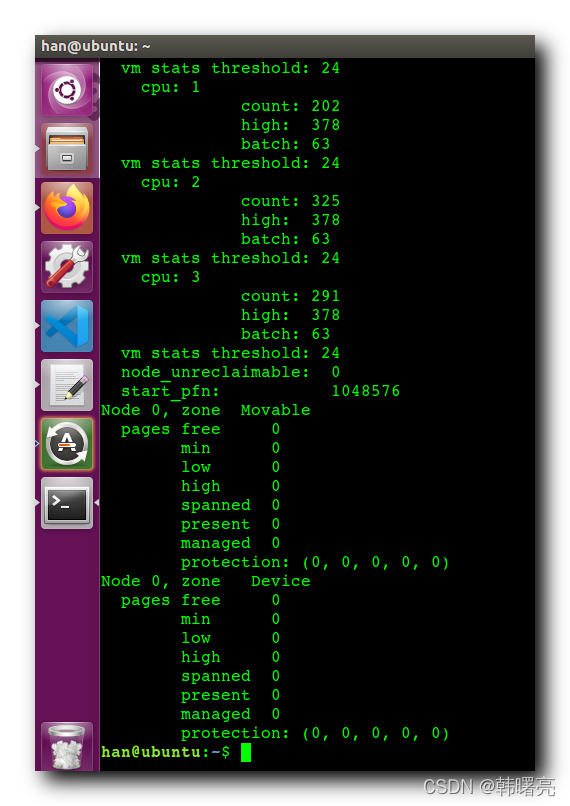 han@ubuntu: ~
vm stats threshold: 24
cpu: 1
count: 202
high: 378
batch: 63
vm stats threshold: 24
cpu: 2
count: 325
high: 378
batch: 63
vm stats threshold: 24
cpu: 3
count: 291
high: 378
batch: 63
vm stats threshold: 24
node_unreclaimable: 0
start_pfn: 1048576
Node 0, zone Movable
pages free 0
min 0
low 0
high 0
spanned 0
present 0
managed 0
protection: (0, 0, 0, 0, 0)
Node 0, zone Device
pages free 0
min 0
low 0
high 0
spanned 0
present 0
managed 0
protection: (0, 0, 0, 0, 0)
han@ubuntu:~$
CSDN @韩曙亮